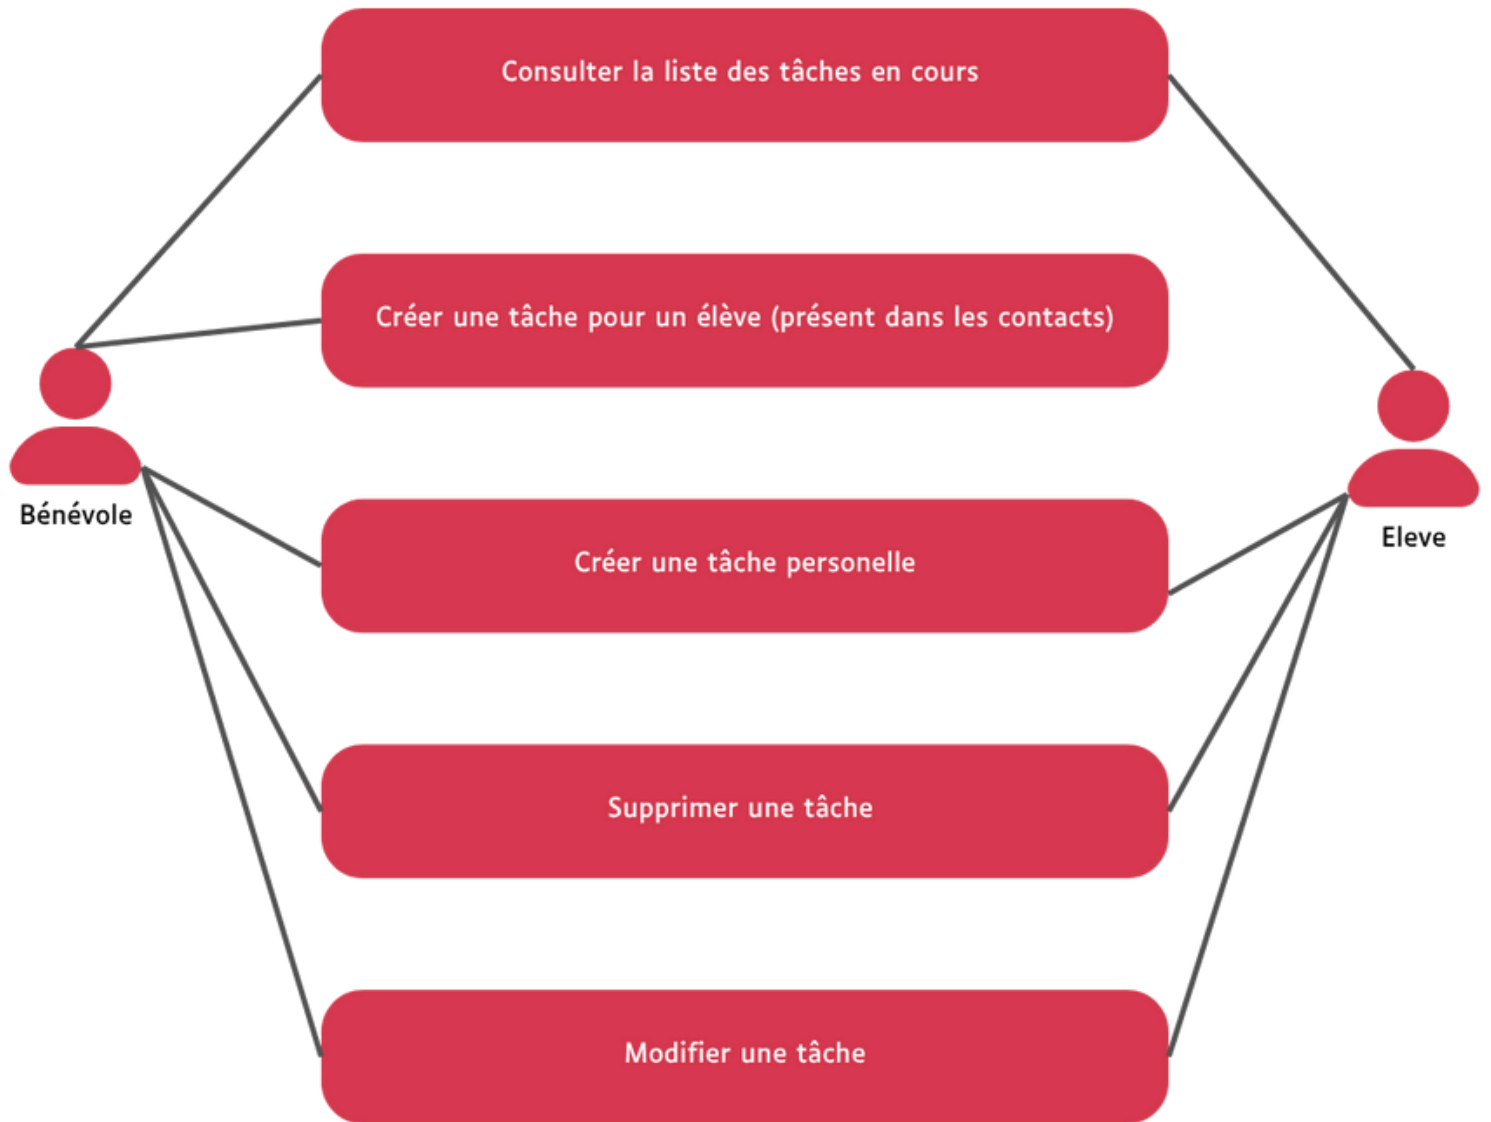 Consulter la liste des tâches en cours
Créer une tâche pour un élève (présent dans les contacts)
Bénévole
Eleve
Créer une tâche personelle
Supprimer une tâche
Modifier une tâche